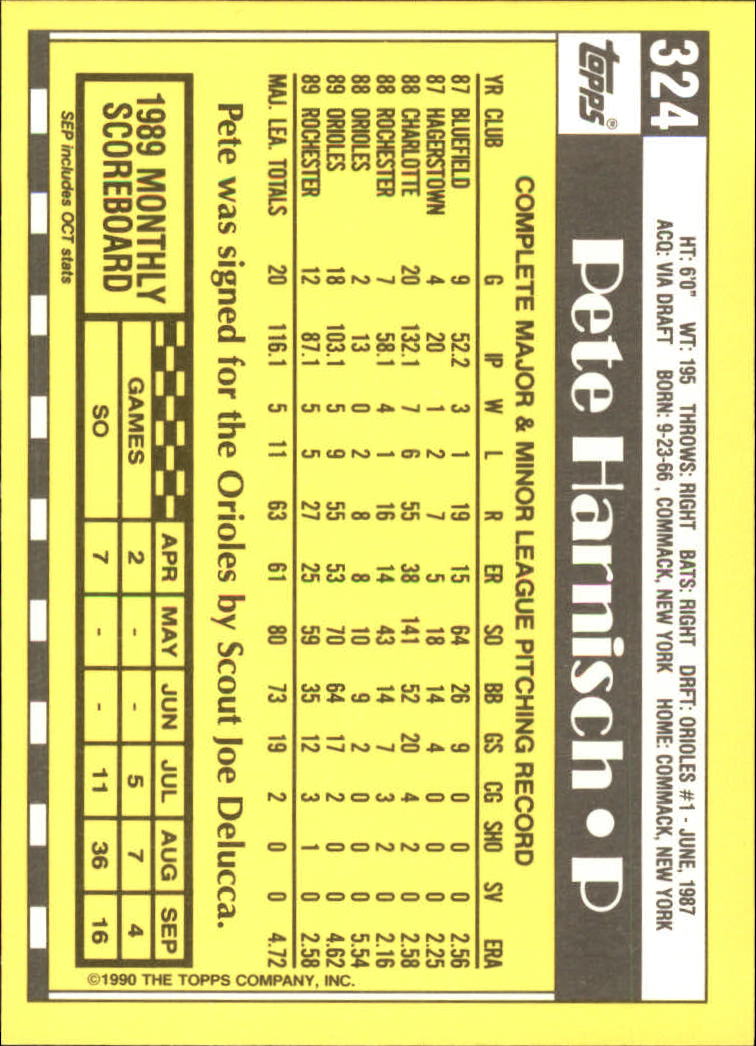 324
HT: 6'0" WT: 195 THROWS: RIGHT BATS: RIGHT DRFT: ORIOLES #1 - JUNE, 1987
ACQ: VIA DRAFT BORN: 9-23-66 , COMMACK, NEW YORK HOME: COMMACK, NEW YORK
topps®
Pete Harnisch • P
COMPLETE MAJOR & MINOR LEAGUE PITCHING RECORD
YR CLUB G IP W L R ER SO BB GS CG SHO SV ERA
87 BLUEFIELD 9 52.2 3 1 19 15 64 26 9 0 0 0 2.56
87 HAGERSTOWN 4 20 1 2 7 5 18 14 4 0 0 0 2.25
88 CHARLOTTE 20 132.1 7 6 55 38 141 52 20 4 2 0 2.58
88 ROCHESTER 7 58.1 4 1 16 14 43 14 7 3 2 0 2.16
88 ORIOLES 2 13 0 2 8 8 10 9 2 0 0 0 5.54
89 ORIOLES 18 103.1 5 9 55 53 70 64 17 2 0 0 4.62
89 ROCHESTER 12 87.1 5 5 27 25 59 35 12 3 1 0 2.58
MAJ. LEA. TOTALS 20 116.1 5 11 63 61 80 73 19 2 0 0 4.72
Pete was signed for the Orioles by Scout Joe Delucca.
1989 MONTHLY
SCOREBOARD
SEP includes OCT stats
APR MAY JUN JUL AUG SEP
GAMES 2 - - 5 7 4
SO 7 - - 11 36 16
©1990 THE TOPPS COMPANY, INC.